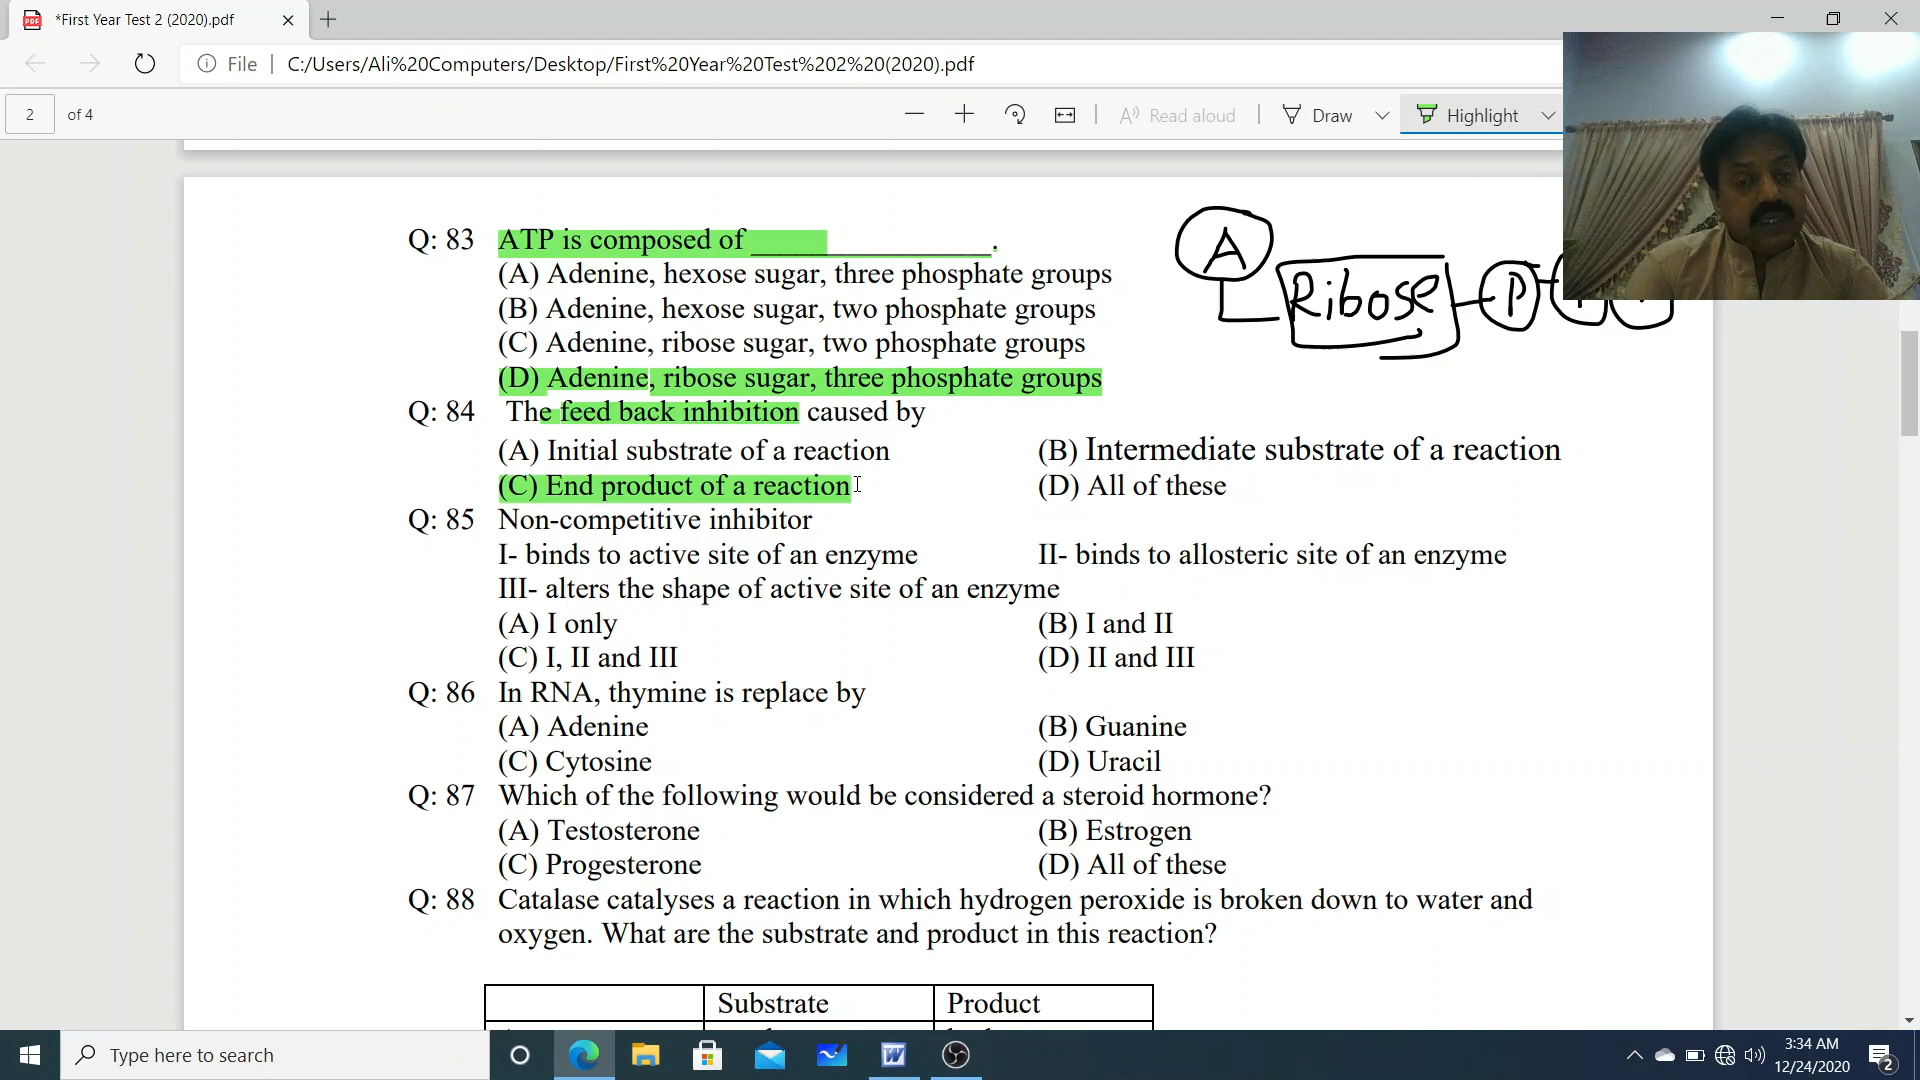 *First Year Test 2 (2020).pdf
File | C:/Users/Ali%20Computers/Desktop/First%20Year%20Test%202%20(2020).pdf
2 of 4 Read aloud Draw Highlight
Q: 83 ATP is composed of ________________.
(A) Adenine, hexose sugar, three phosphate groups
(B) Adenine, hexose sugar, two phosphate groups
(C) Adenine, ribose sugar, two phosphate groups
(D) Adenine, ribose sugar, three phosphate groups
A
Ribose P
Q: 84 The feed back inhibition caused by
(A) Initial substrate of a reaction (B) Intermediate substrate of a reaction
(C) End product of a reaction (D) All of these
Q: 85 Non-competitive inhibitor
I- binds to active site of an enzyme II- binds to allosteric site of an enzyme
III- alters the shape of active site of an enzyme
(A) I only (B) I and II
(C) I, II and III (D) II and III
Q: 86 In RNA, thymine is replace by
(A) Adenine (B) Guanine
(C) Cytosine (D) Uracil
Q: 87 Which of the following would be considered a steroid hormone?
(A) Testosterone (B) Estrogen
(C) Progesterone (D) All of these
Q: 88 Catalase catalyses a reaction in which hydrogen peroxide is broken down to water and
oxygen. What are the substrate and product in this reaction?
Substrate Product
Type here to search
3:34 AM
12/24/2020
2